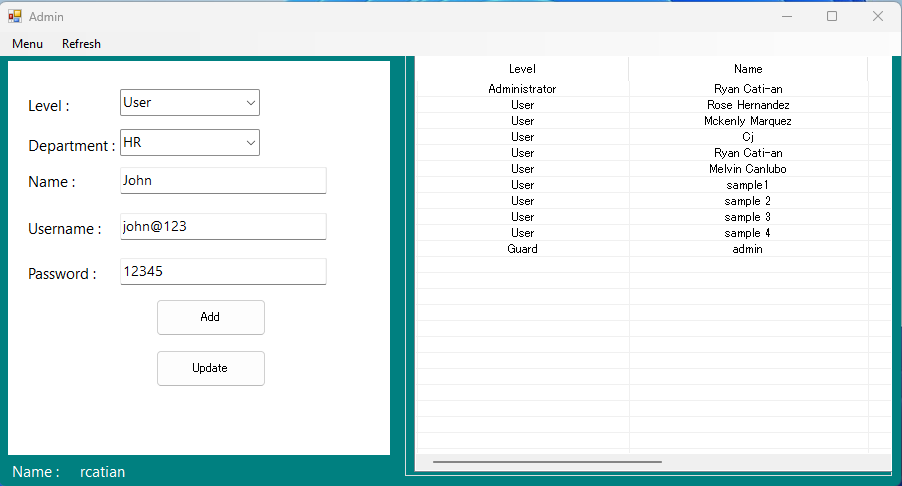 Admin
Menu Refresh
Level : User
Department : HR
Name : John
Username : john@123
Password : 12345
Add
Update
Name : rcatian
Level Name
Administrator Ryan Cati-an
User Rose Hernandez
User Mckenly Marquez
User Cj
User Ryan Cati-an
User Melvin Canlubo
User sample1
User sample 2
User sample 3
User sample 4
Guard admin